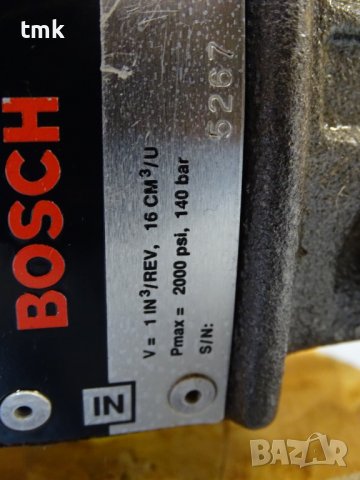 tmk
BOSCH
IN
V = 1 IN³/REV, 16 CM³/U
Pmax = 2000 psi, 140 bar
S/N: 5267
BAZAR